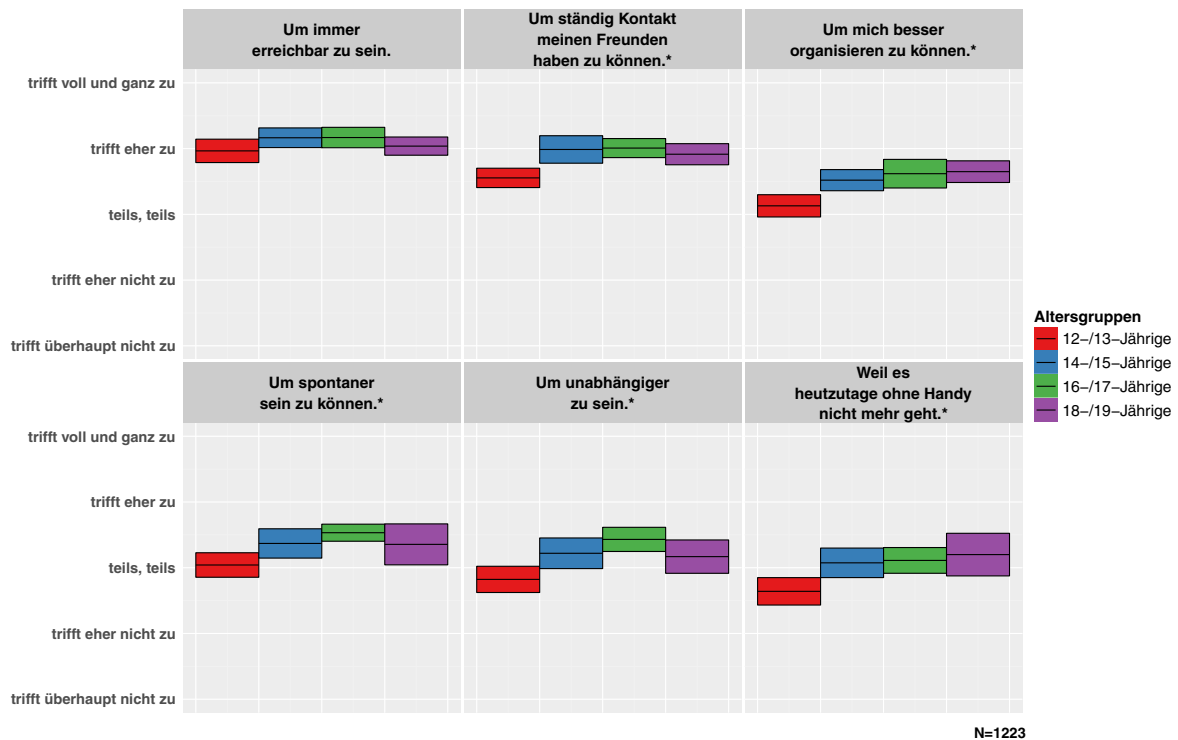 Um immer
erreichbar zu sein.
Um ständig Kontakt
meinen Freunden
haben zu können.*
Um mich besser
organisieren zu können.*
trifft voll und ganz zu
trifft eher zu
teils, teils
trifft eher nicht zu
trifft überhaupt nicht zu
Um spontaner
sein zu können.*
Um unabhängiger
zu sein.*
Weil es
heutzutage ohne Handy
nicht mehr geht.*
trifft voll und ganz zu
trifft eher zu
teils, teils
trifft eher nicht zu
trifft überhaupt nicht zu
Altersgruppen
12−/13−Jährige
14−/15−Jährige
16−/17−Jährige
18−/19−Jährige
N=1223